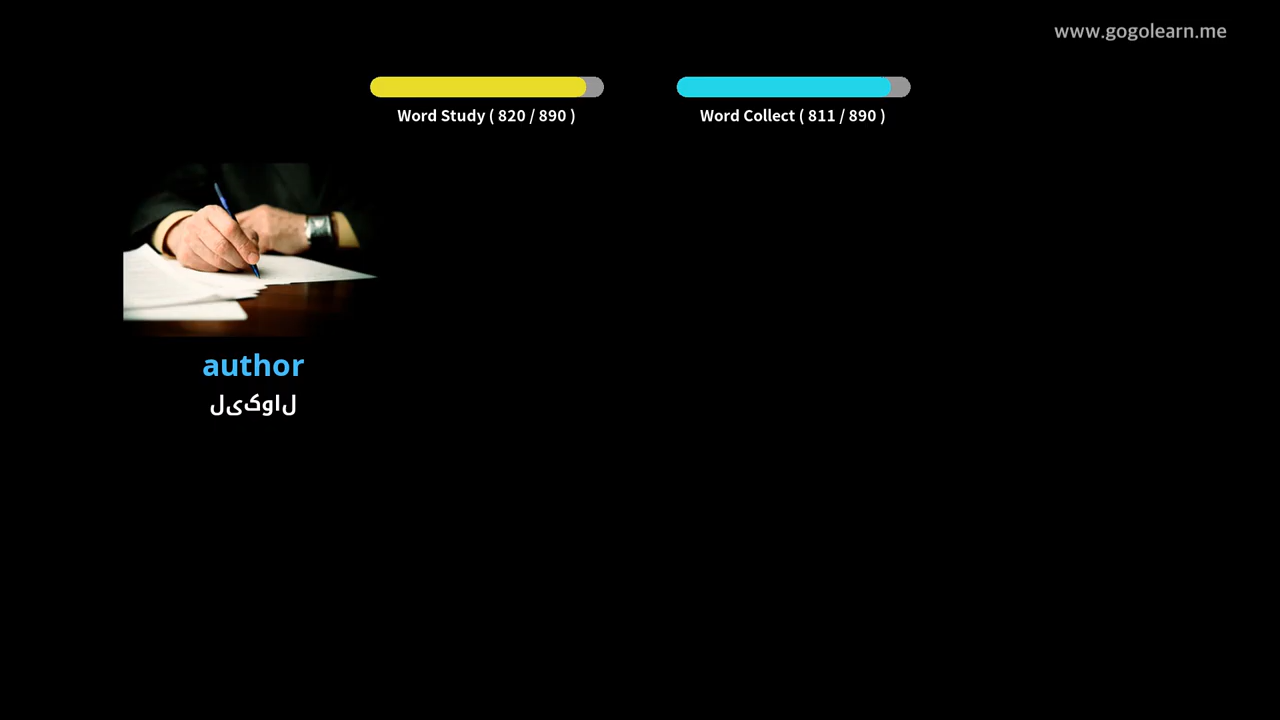 www.gogolearn.me
Word Study ( 820 / 890 )
Word Collect ( 811 / 890 )
author
لیکوال